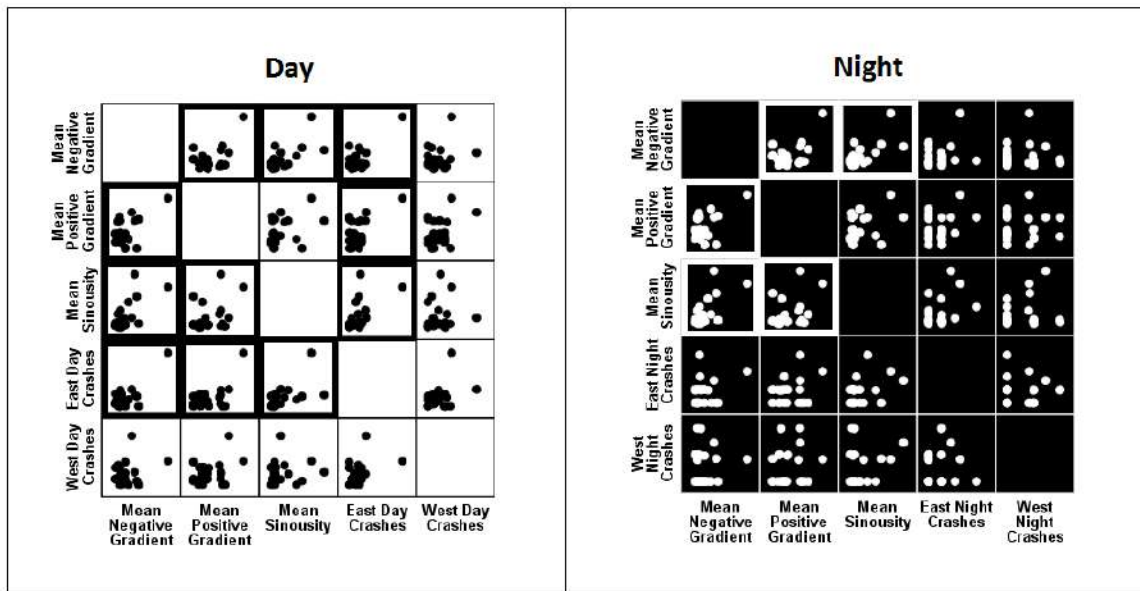 Day
Mean
Negative
Gradient
Mean
Positive
Gradient
Mean
Sinousity
East Day
Crashes
West Day
Crashes
Mean
Negative
Gradient
Mean
Positive
Gradient
Mean
Sinousity
East Day
Crashes
West Day
Crashes
Night
Mean
Negative
Gradient
Mean
Positive
Gradient
Mean
Sinousity
East Night
Crashes
West
Night
Crashes
Mean
Negative
Gradient
Mean
Positive
Gradient
Mean
Sinousity
East Night
Crashes
West
Night
Crashes